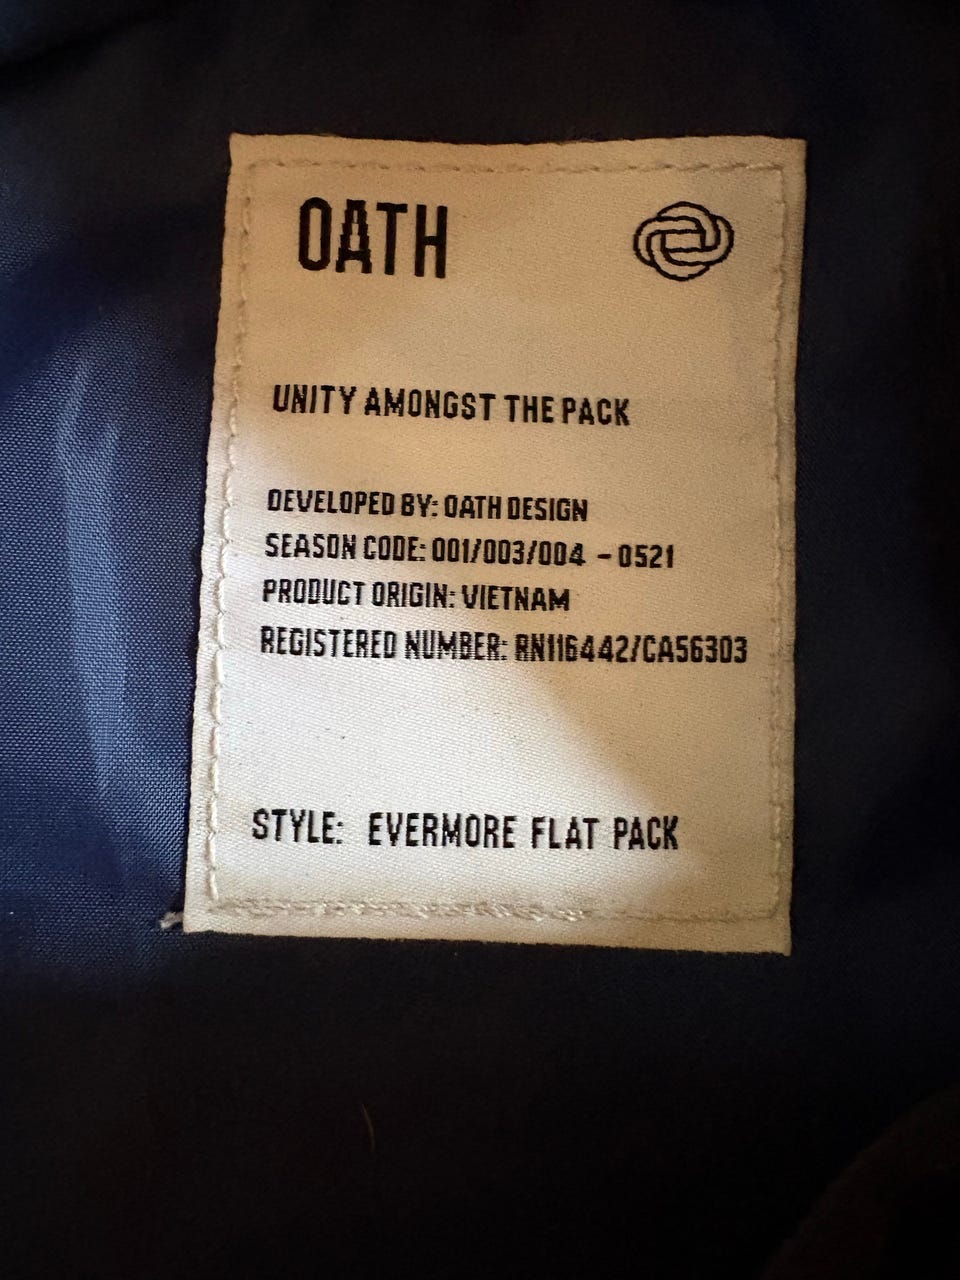 OATH
UNITY AMONGST THE PACK
DEVELOPED BY: OATH DESIGN
SEASON CODE: 001/003/004 - 0521
PRODUCT ORIGIN: VIETNAM
REGISTERED NUMBER: RN116442/CA56303
STYLE: EVERMORE FLAT PACK